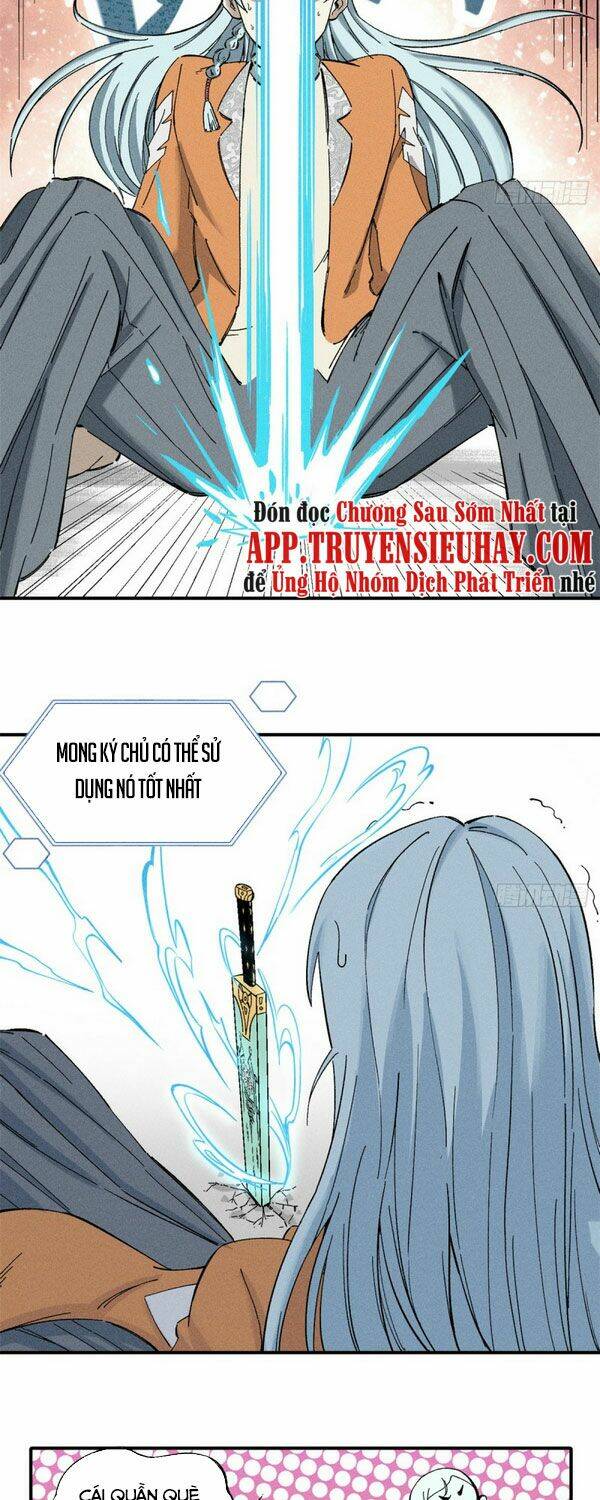 Đón đọc Chương Sau Sớm Nhất tại
APP.TRUYENSIEUHAY.COM
để Ủng Hộ Nhóm Dịch Phát Triển nhé
MONG KÝ CHỦ CÓ THỂ SỬ
DỤNG NÓ TỐT NHẤT
CÁI QUẦN QUÈ